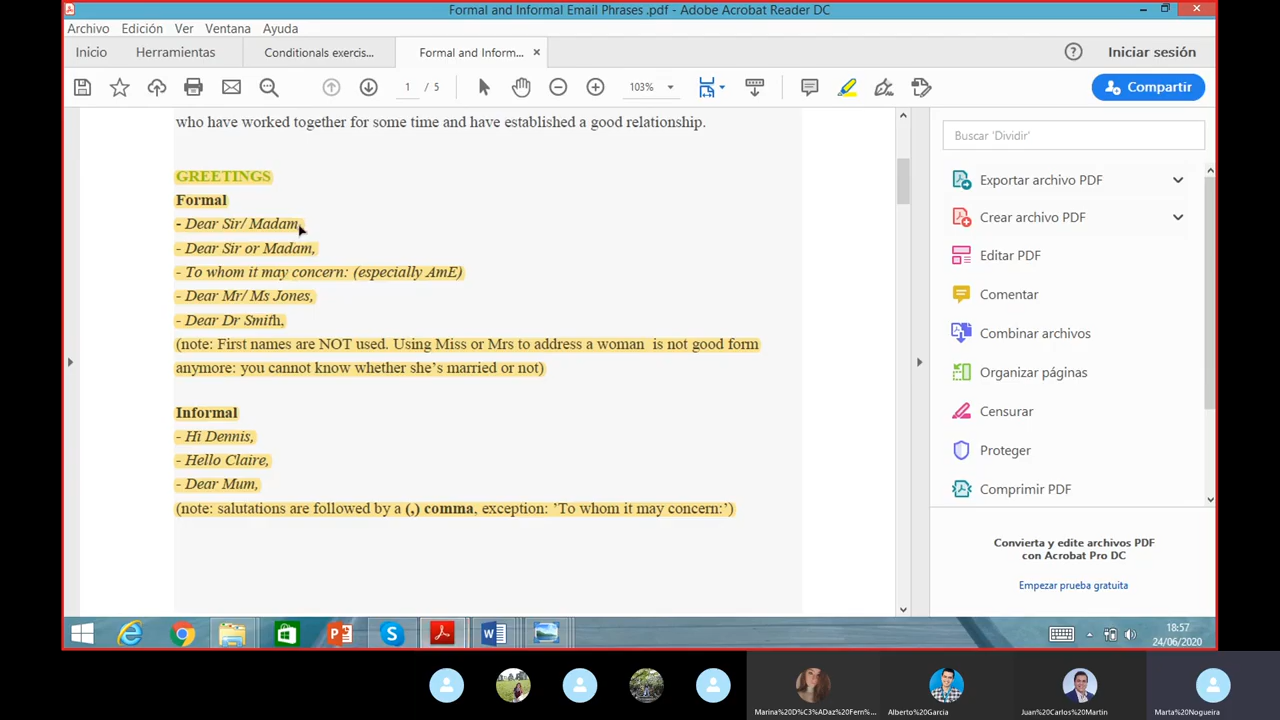 Formal and Informal Email Phrases .pdf - Adobe Acrobat Reader DC
Archivo Edición Ver Ventana Ayuda
Inicio Herramientas Conditionals exercis... Formal and Inform... Iniciar sesión
1 / 5 103% Compartir
who have worked together for some time and have established a good relationship.
GREETINGS
Formal
- Dear Sir/ Madam,
- Dear Sir or Madam,
- To whom it may concern: (especially AmE)
- Dear Mr/ Ms Jones,
- Dear Dr Smith,
(note: First names are NOT used. Using Miss or Mrs to address a woman is not good form
anymore: you cannot know whether she's married or not)
Informal
- Hi Dennis,
- Hello Claire,
- Dear Mum,
(note: salutations are followed by a (,) comma, exception: 'To whom it may concern:')
Buscar 'Dividir'
Exportar archivo PDF
Crear archivo PDF
Editar PDF
Comentar
Combinar archivos
Organizar páginas
Censurar
Proteger
Comprimir PDF
Convierta y edite archivos PDF
con Acrobat Pro DC
Empezar prueba gratuita
18:57
24/06/2020
Marina%20D%C3%ADaz%20Fern%... Alberto%20Garcia Juan%20Carlos%20Martin Marta%20Nogueira